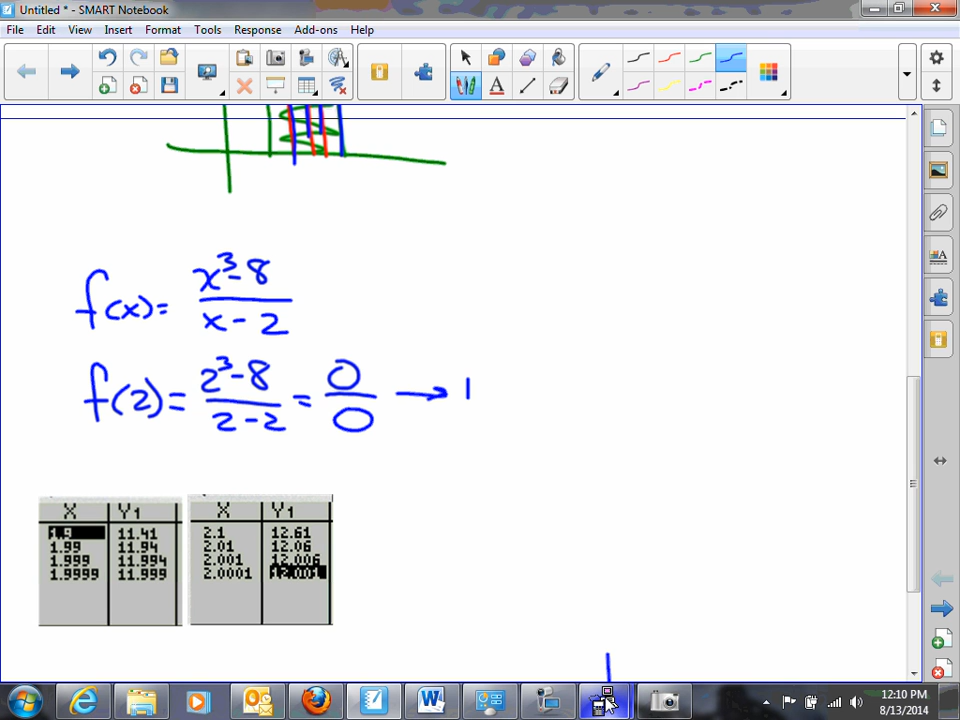 Untitled * - SMART Notebook
File Edit View Insert Format Tools Response Add-ons Help
f(x) = x³-8 / x-2
f(2) = 2³-8 / 2-2 = 0/0 → 1
X Y1
1.9 11.41
1.99 11.94
1.999 11.994
1.9999 11.999
X Y1
2.1 12.61
2.01 12.06
2.001 12.006
2.0001 12.001
12:10 PM
8/13/2014